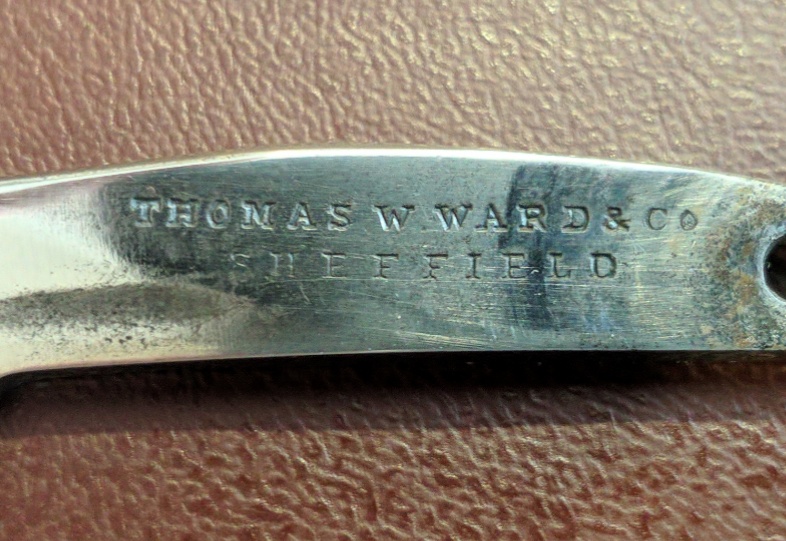 THOMAS W. WARD & Co
SHEFFIELD